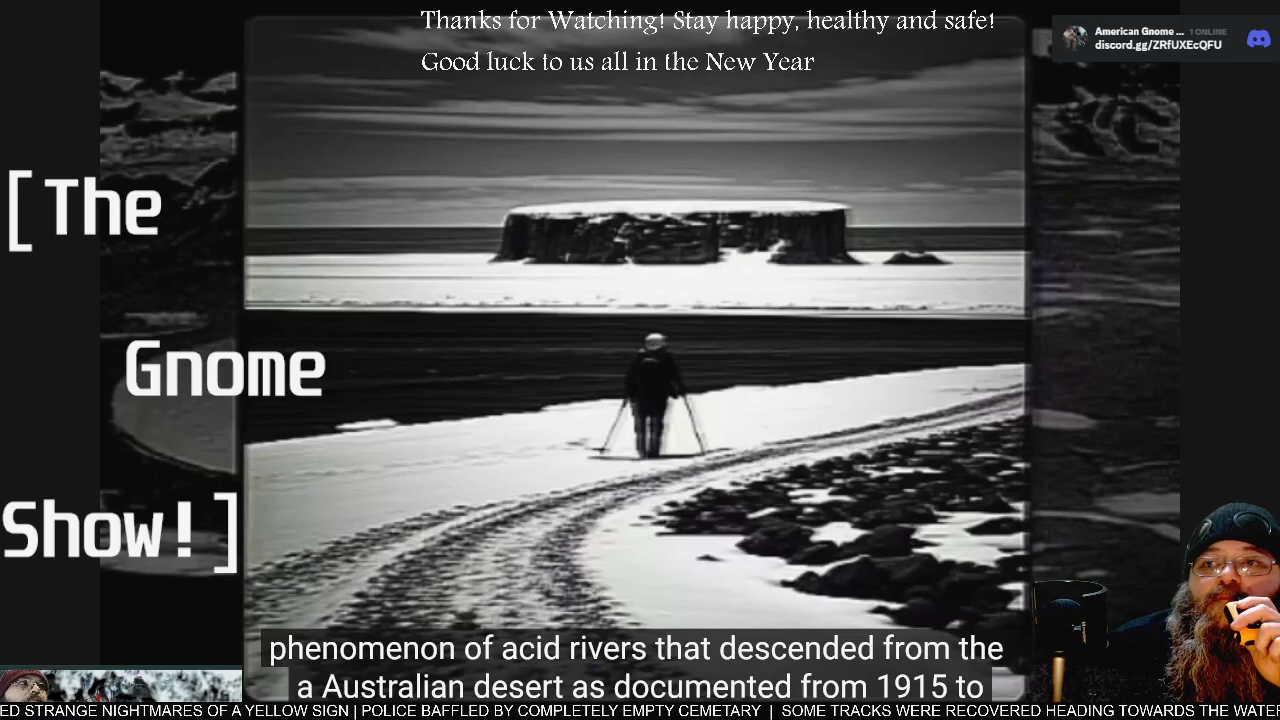 Thanks for Watching! Stay happy, healthy and safe!
Good luck to us all in the New Year
American Gnome ... 1 ONLINE
discord.gg/ZRfUXEcQFU
[The
Gnome
Show!]
phenomenon of acid rivers that descended from the
a Australian desert as documented from 1915 to
ED STRANGE NIGHTMARES OF A YELLOW SIGN | POLICE BAFFLED BY COMPLETELY EMPTY CEMETARY | SOME TRACKS WERE RECOVERED HEADING TOWARDS THE WATER